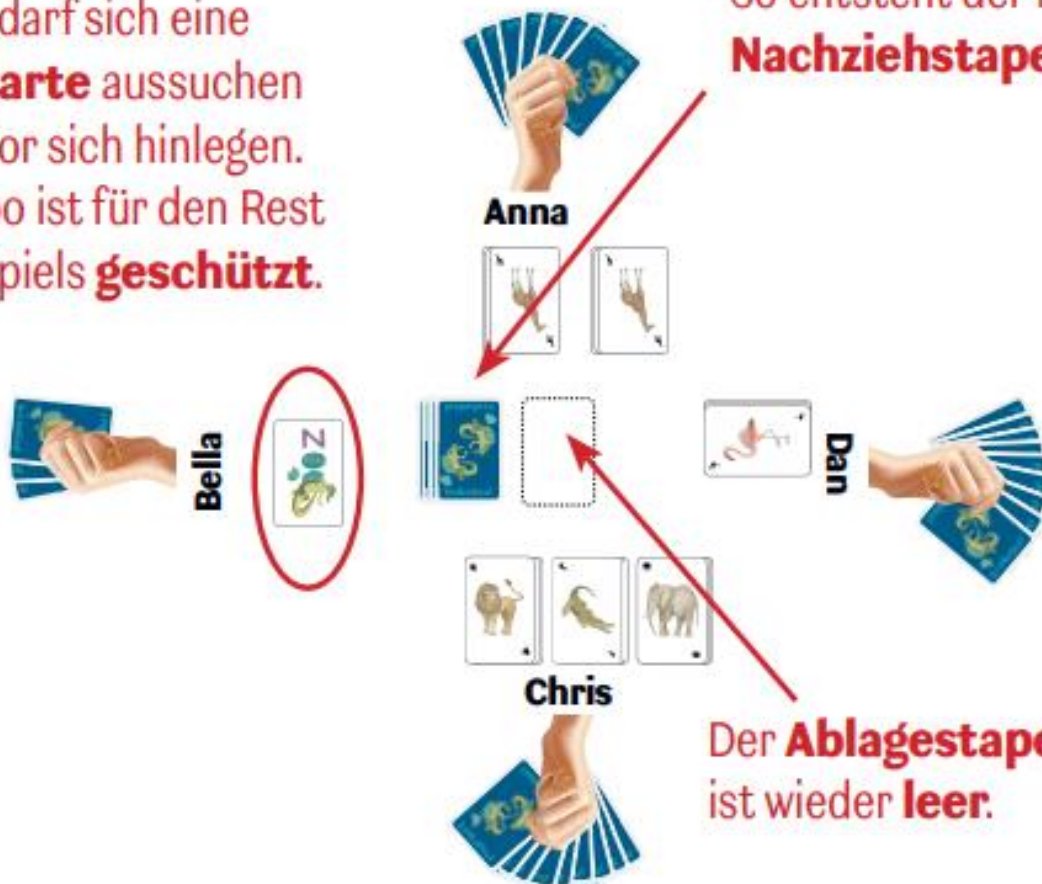 darf sich eine
arte aussuchen
or sich hinlegen.
o ist für den Rest
piels geschützt.
Nachziehstape
Anna
Bella
ZOO
Dan
Chris
Der Ablagestape
ist wieder leer.